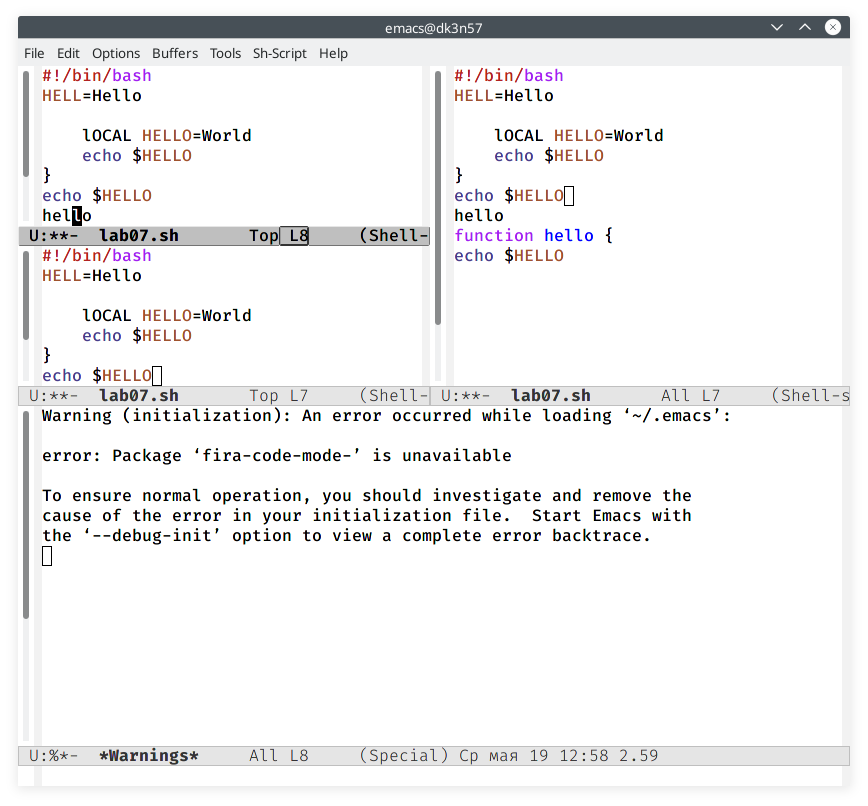 emacs@dk3n57
File Edit Options Buffers Tools Sh-Script Help
#!/bin/bash
HELL=Hello
lOCAL HELLO=World
echo $HELLO
}
echo $HELLO
hello
U:**- lab07.sh Top L8 (Shell-
#!/bin/bash
HELL=Hello
lOCAL HELLO=World
echo $HELLO
}
echo $HELLO
U:**- lab07.sh Top L7 (Shell-
#!/bin/bash
HELL=Hello
lOCAL HELLO=World
echo $HELLO
}
echo $HELLO
hello
function hello {
echo $HELLO
U:**- lab07.sh All L7 (Shell-s
Warning (initialization): An error occurred while loading ‘~/.emacs’:
error: Package ‘fira-code-mode-’ is unavailable
To ensure normal operation, you should investigate and remove the
cause of the error in your initialization file.  Start Emacs with
the ‘--debug-init’ option to view a complete error backtrace.
U:%*- *Warnings* All L8 (Special) Ср мая 19 12:58 2.59